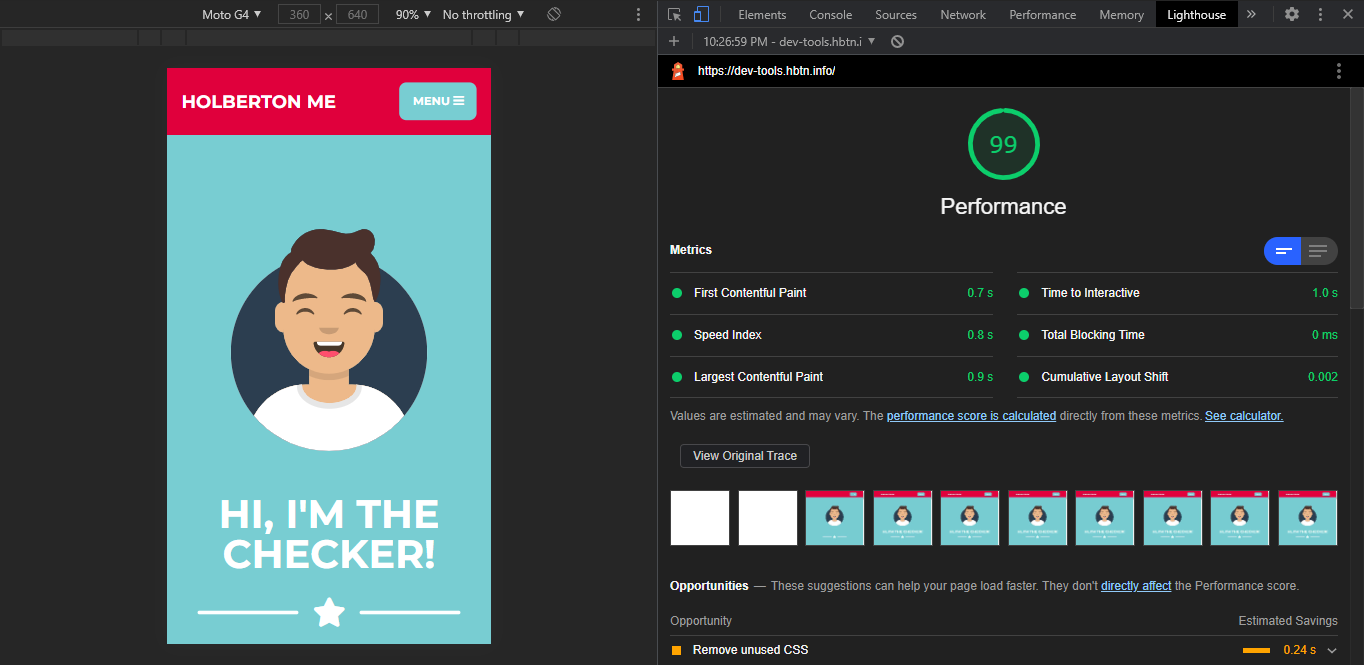 Moto G4 ▼ 360 × 640 90% ▼ No throttling ▼
Elements Console Sources Network Performance Memory Lighthouse »
10:26:59 PM - dev-tools.hbtn.i ▼
https://dev-tools.hbtn.info/
HOLBERTON ME
MENU
HI, I'M THE
CHECKER!
99
Performance
Metrics
First Contentful Paint 0.7 s
Time to Interactive 1.0 s
Speed Index 0.8 s
Total Blocking Time 0 ms
Largest Contentful Paint 0.9 s
Cumulative Layout Shift 0.002
Values are estimated and may vary. The performance score is calculated directly from these metrics. See calculator.
View Original Trace
Opportunities — These suggestions can help your page load faster. They don't directly affect the Performance score.
Opportunity Estimated Savings
Remove unused CSS 0.24 s